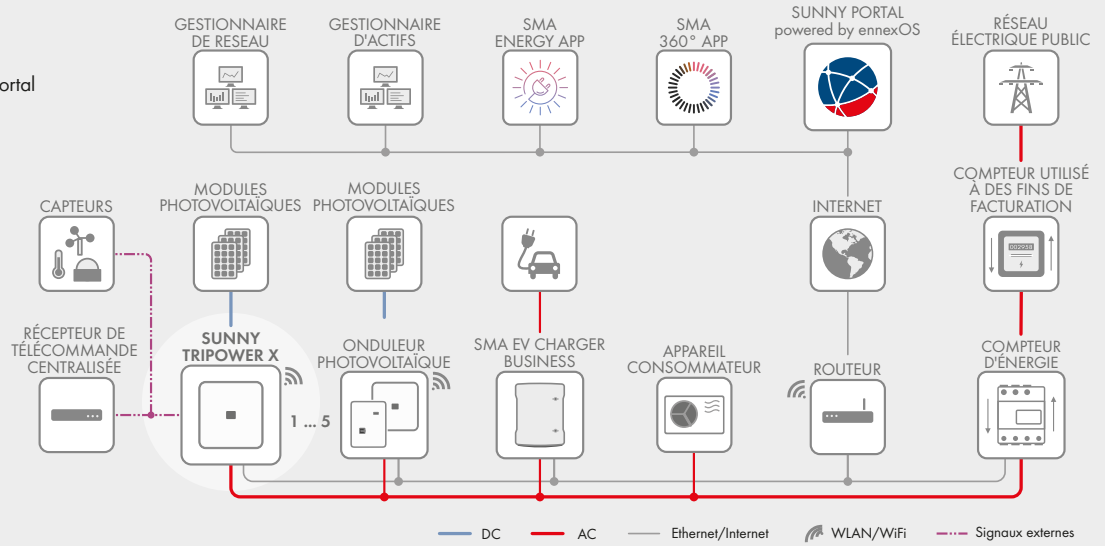 GESTIONNAIRE
DE RESEAU
GESTIONNAIRE
D'ACTIFS
SMA
ENERGY APP
SMA
360° APP
SUNNY PORTAL
powered by ennexOS
RÉSEAU
ÉLECTRIQUE PUBLIC
ortal
CAPTEURS
MODULES
PHOTOVOLTAÏQUES
MODULES
PHOTOVOLTAÏQUES
INTERNET
COMPTEUR UTILISÉ
À DES FINS DE
FACTURATION
002958
RÉCEPTEUR DE
TÉLÉCOMMANDE
CENTRALISÉE
SUNNY
TRIPOWER X
1 ... 5
ONDULEUR
PHOTOVOLTAÏQUE
SMA EV CHARGER
BUSINESS
APPAREIL
CONSOMMATEUR
ROUTEUR
COMPTEUR
D'ÉNERGIE
DC
AC
Ethernet/Internet
WLAN/WiFi
Signaux externes